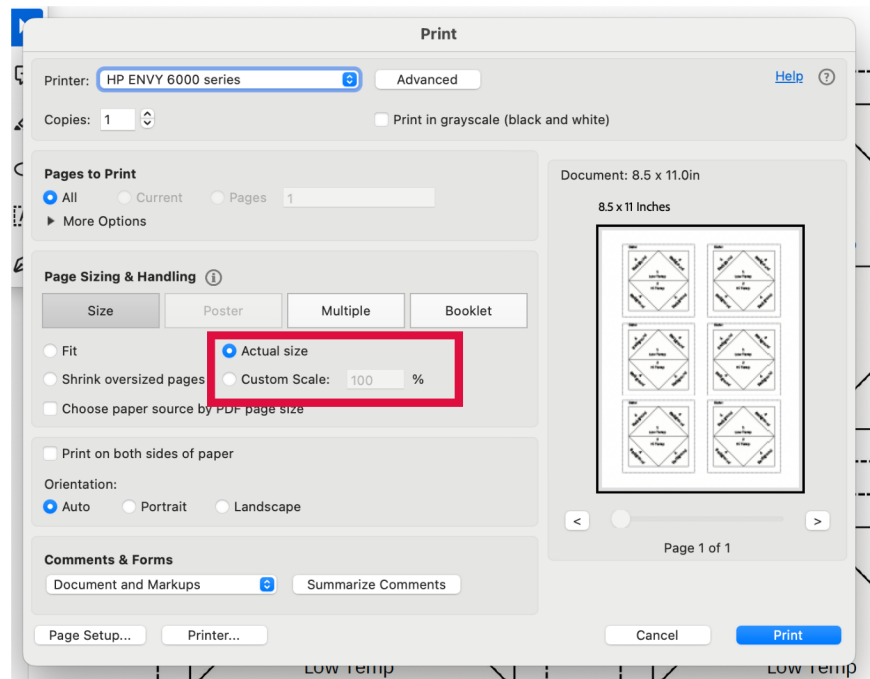 Print
Printer: HP ENVY 6000 series Advanced Help ?
Copies: 1 Print in grayscale (black and white)
Pages to Print
All Current Pages 1
More Options
Page Sizing & Handling i
Size Poster Multiple Booklet
Fit Actual size
Shrink oversized pages Custom Scale: 100 %
Choose paper source by PDF page size
Print on both sides of paper
Orientation:
Auto Portrait Landscape
Comments & Forms
Document and Markups Summarize Comments
Document: 8.5 x 11.0in
8.5 x 11 Inches
< >
Page 1 of 1
Page Setup... Printer... Cancel Print
Low Temp Low Temp